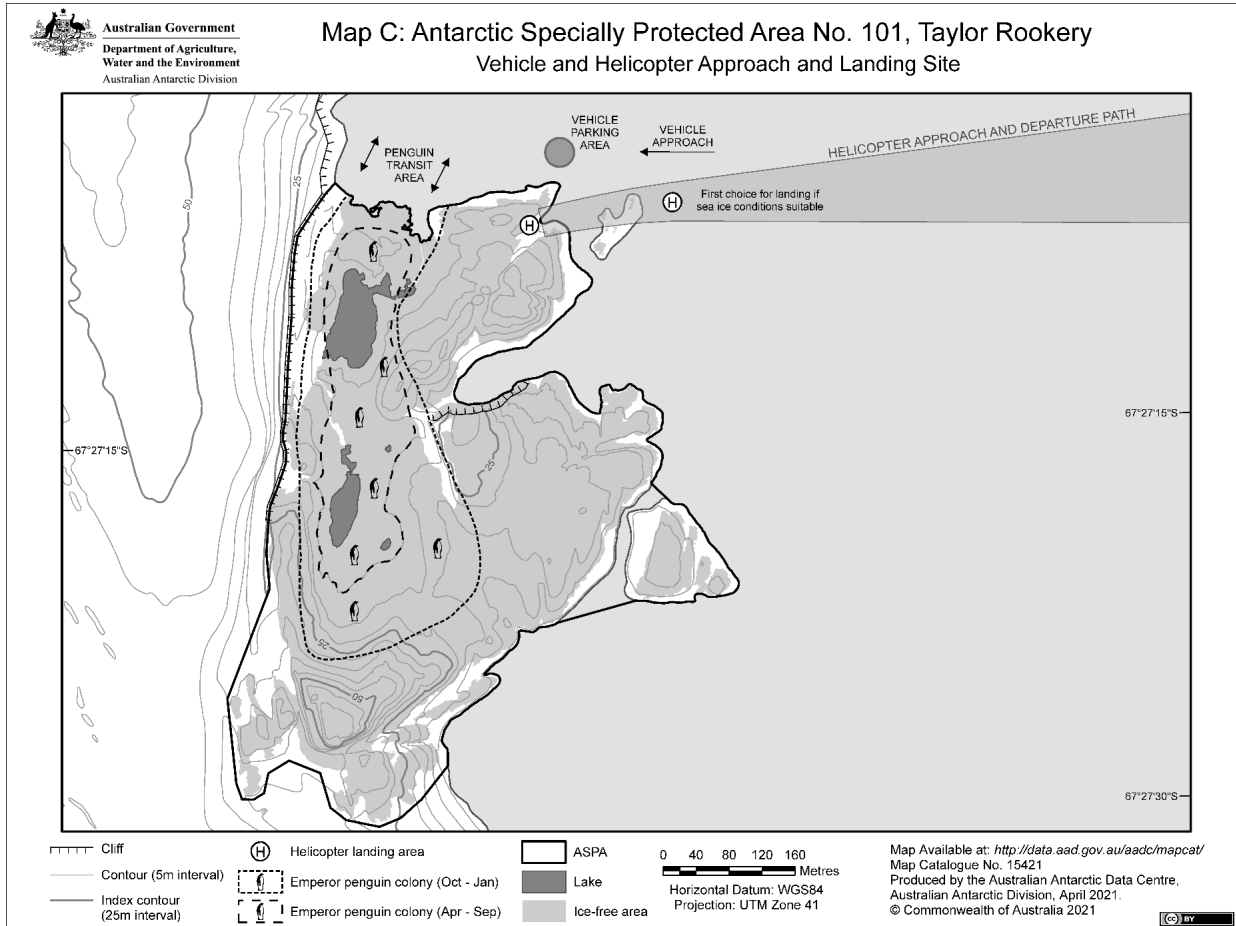 Australian Government
Department of Agriculture,
Water and the Environment
Australian Antarctic Division
Map C: Antarctic Specially Protected Area No. 101, Taylor Rookery
Vehicle and Helicopter Approach and Landing Site
VEHICLE
PARKING
AREA
VEHICLE
APPROACH
HELICOPTER APPROACH AND DEPARTURE PATH
PENGUIN
TRANSIT
AREA
25
50
H
First choice for landing if
sea ice conditions suitable
H
67°27'15"S
67°27'15"S
25
25
50
67°27'30"S
Cliff
Contour (5m interval)
Index contour
(25m interval)
H
Helicopter landing area
Emperor penguin colony (Oct - Jan)
Emperor penguin colony (Apr - Sep)
ASPA
Lake
Ice-free area
0 40 80 120 160
Metres
Horizontal Datum: WGS84
Projection: UTM Zone 41
Map Available at: http://data.aad.gov.au/aadc/mapcat/
Map Catalogue No. 15421
Produced by the Australian Antarctic Data Centre,
Australian Antarctic Division, April 2021.
© Commonwealth of Australia 2021
cc BY